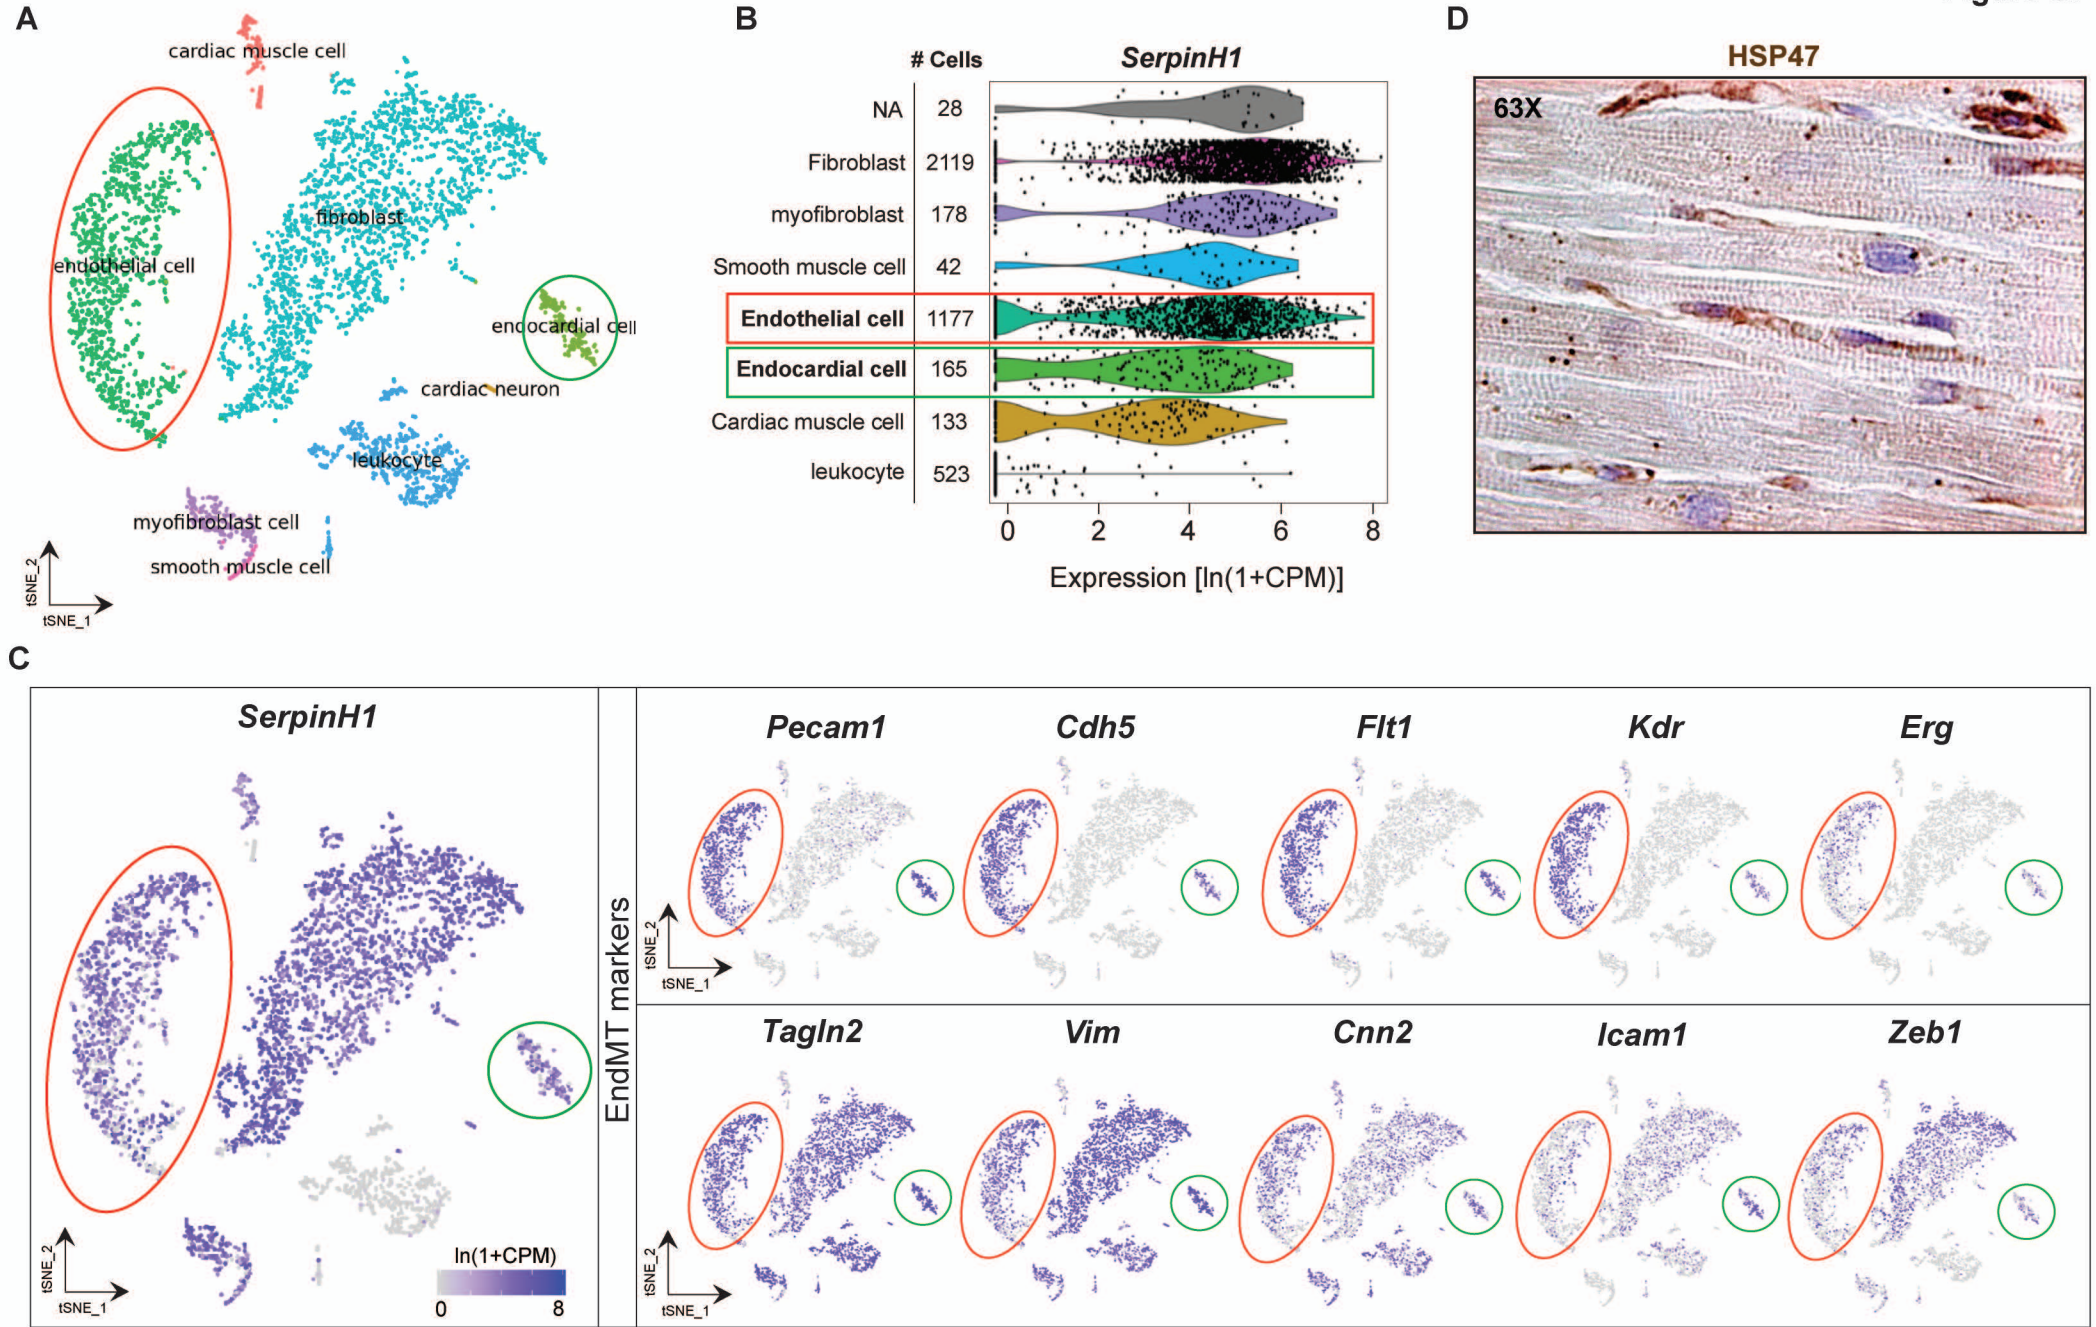 A
cardiac muscle cell
fibroblast
endothelial cell
endocardial cell
cardiac neuron
leukocyte
myofibroblast cell
smooth muscle cell
tSNE_2
tSNE_1
B
# Cells SerpinH1
NA 28
Fibroblast 2119
myofibroblast 178
Smooth muscle cell 42
Endothelial cell 1177
Endocardial cell 165
Cardiac muscle cell 133
leukocyte 523
0 2 4 6 8
Expression [ln(1+CPM)]
D
HSP47
63X
C
SerpinH1
ln(1+CPM)
0 8
tSNE_2
tSNE_1
EndMT markers
Pecam1 Cdh5 Flt1 Kdr Erg
tSNE_2
tSNE_1
Tagln2 Vim Cnn2 Icam1 Zeb1
tSNE_2
tSNE_1